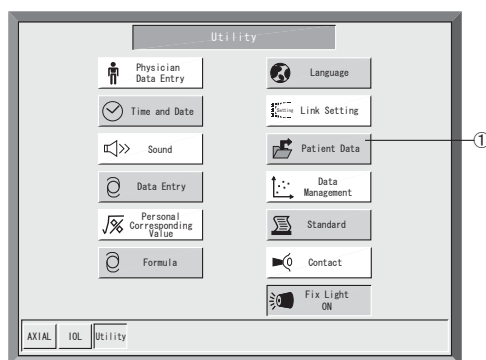 Utility
Physician
Data Entry
Time and Date
Sound
Data Entry
Personal
Corresponding
Value
Formula
Language
Setting
Link Setting
Patient Data
①
Data
Management
Standard
Contact
Fix Light
ON
AXIAL
IOL
Utility